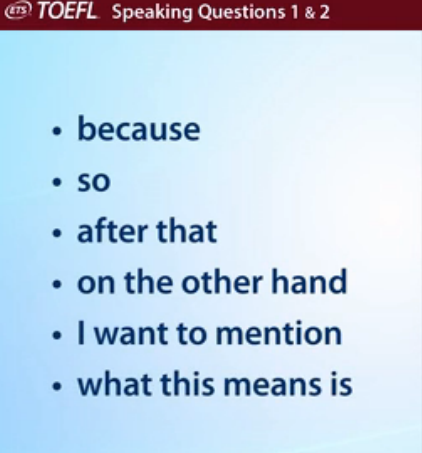 ETS TOEFL Speaking Questions 1 & 2
• because
• so
• after that
• on the other hand
• I want to mention
• what this means is